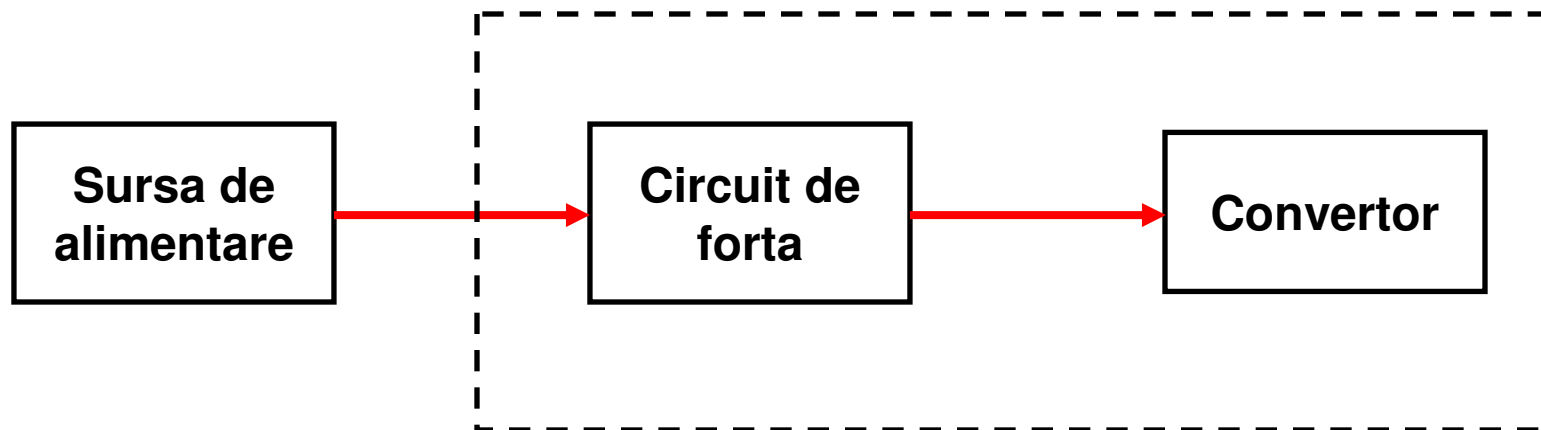 Sursa de
alimentare
Circuit de
forta
Convertor